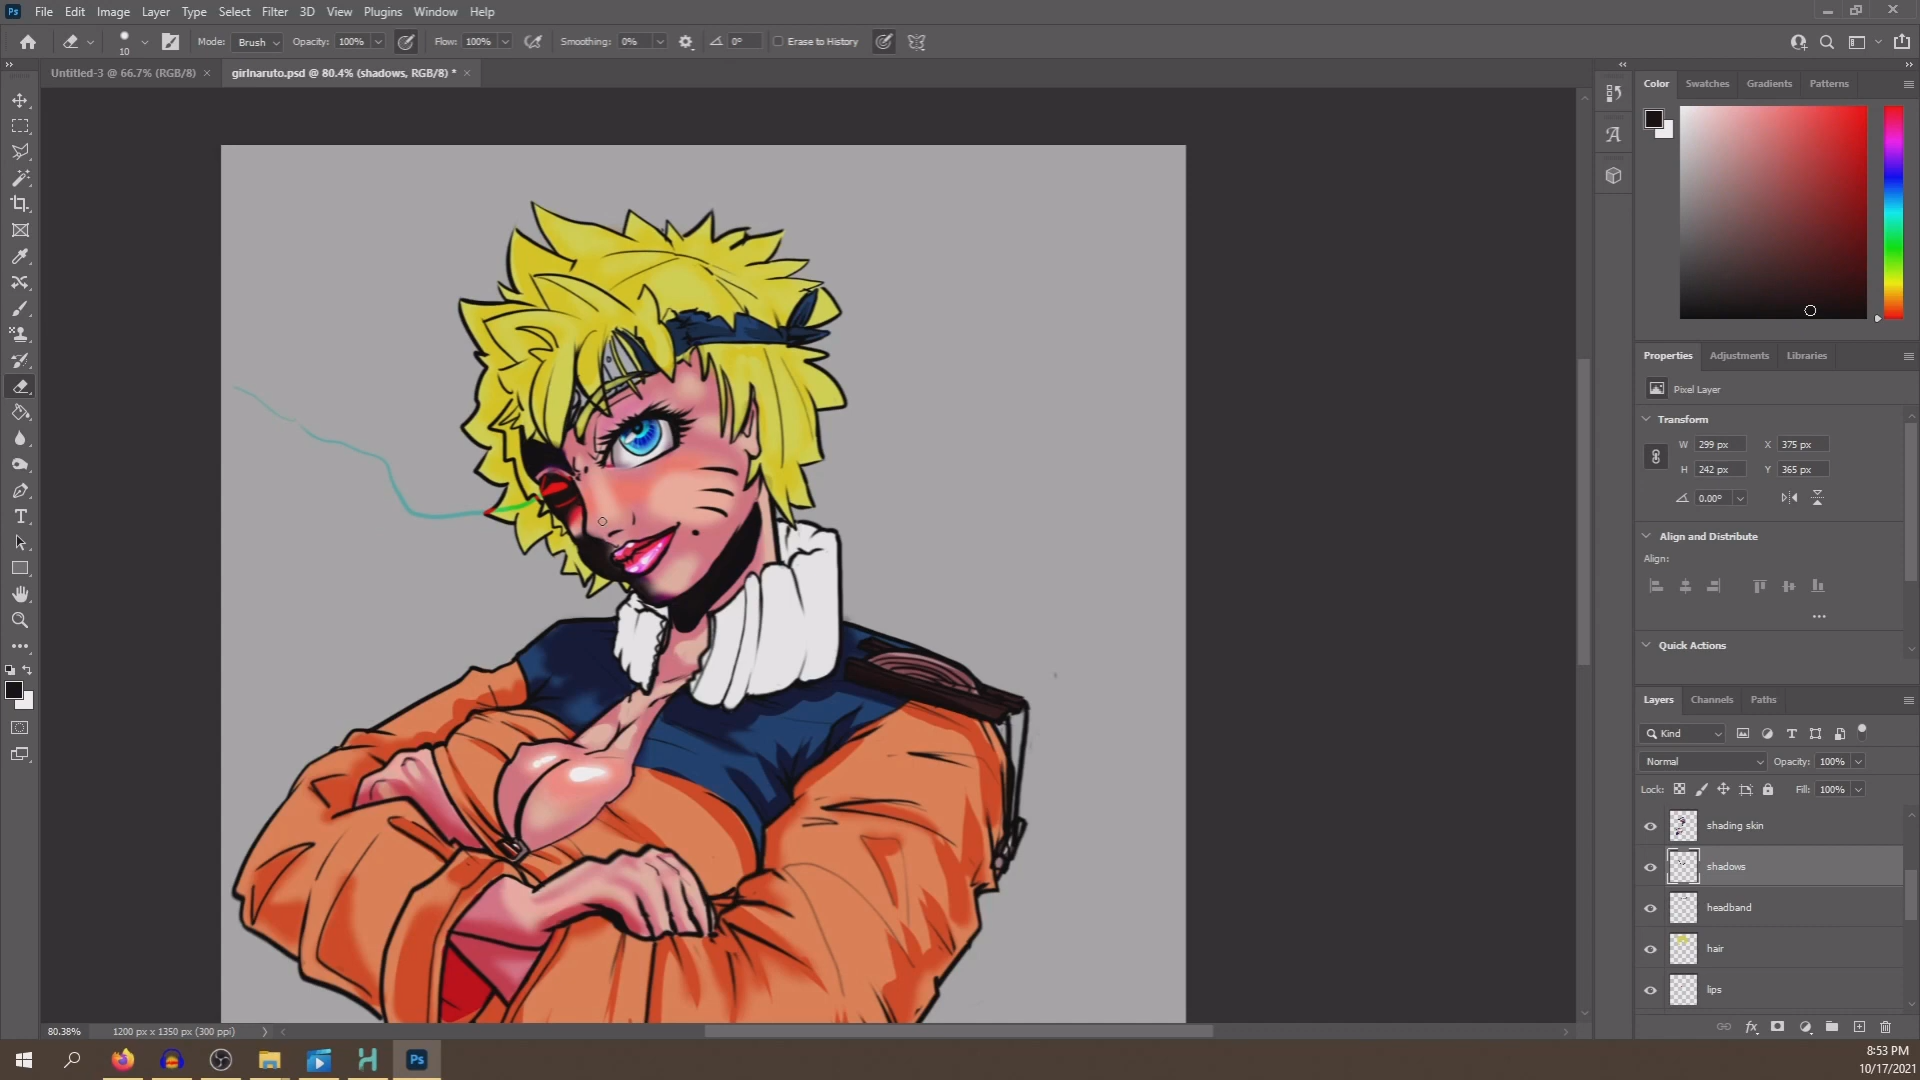 Ps File Edit Image Layer Type Select Filter 3D View Plugins Window Help
10 Mode: Brush Opacity: 100% Flow: 100% Smoothing: 0% 0° Erase to History
Untitled-3 @ 66.7% (RGB/8) × girlnaruto.psd @ 80.4% (shadows, RGB/8) * ×
Color Swatches Gradients Patterns
Properties Adjustments Libraries
Pixel Layer
Transform
W 299 px X 375 px
H 242 px Y 365 px
0.00°
Align and Distribute
Align:
Quick Actions
Layers Channels Paths
Kind
Normal Opacity: 100%
Lock: Fill: 100%
shading skin
shadows
headband
hair
lips
80.38% 1200 px x 1350 px (300 ppi)
Ps
8:53 PM
10/17/2021